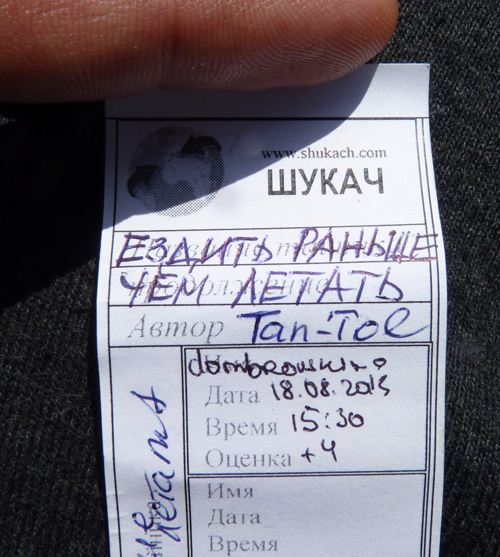 www.shukach.com
ШУКАЧ
ЕЗДИТЬ РАНЬШЕ
ЧЕМ ЛЕТАТЬ
Автор Tan-Tol
Дата 18.08.2015
Время 15:30
Оценка +4
Имя
Дата
Время